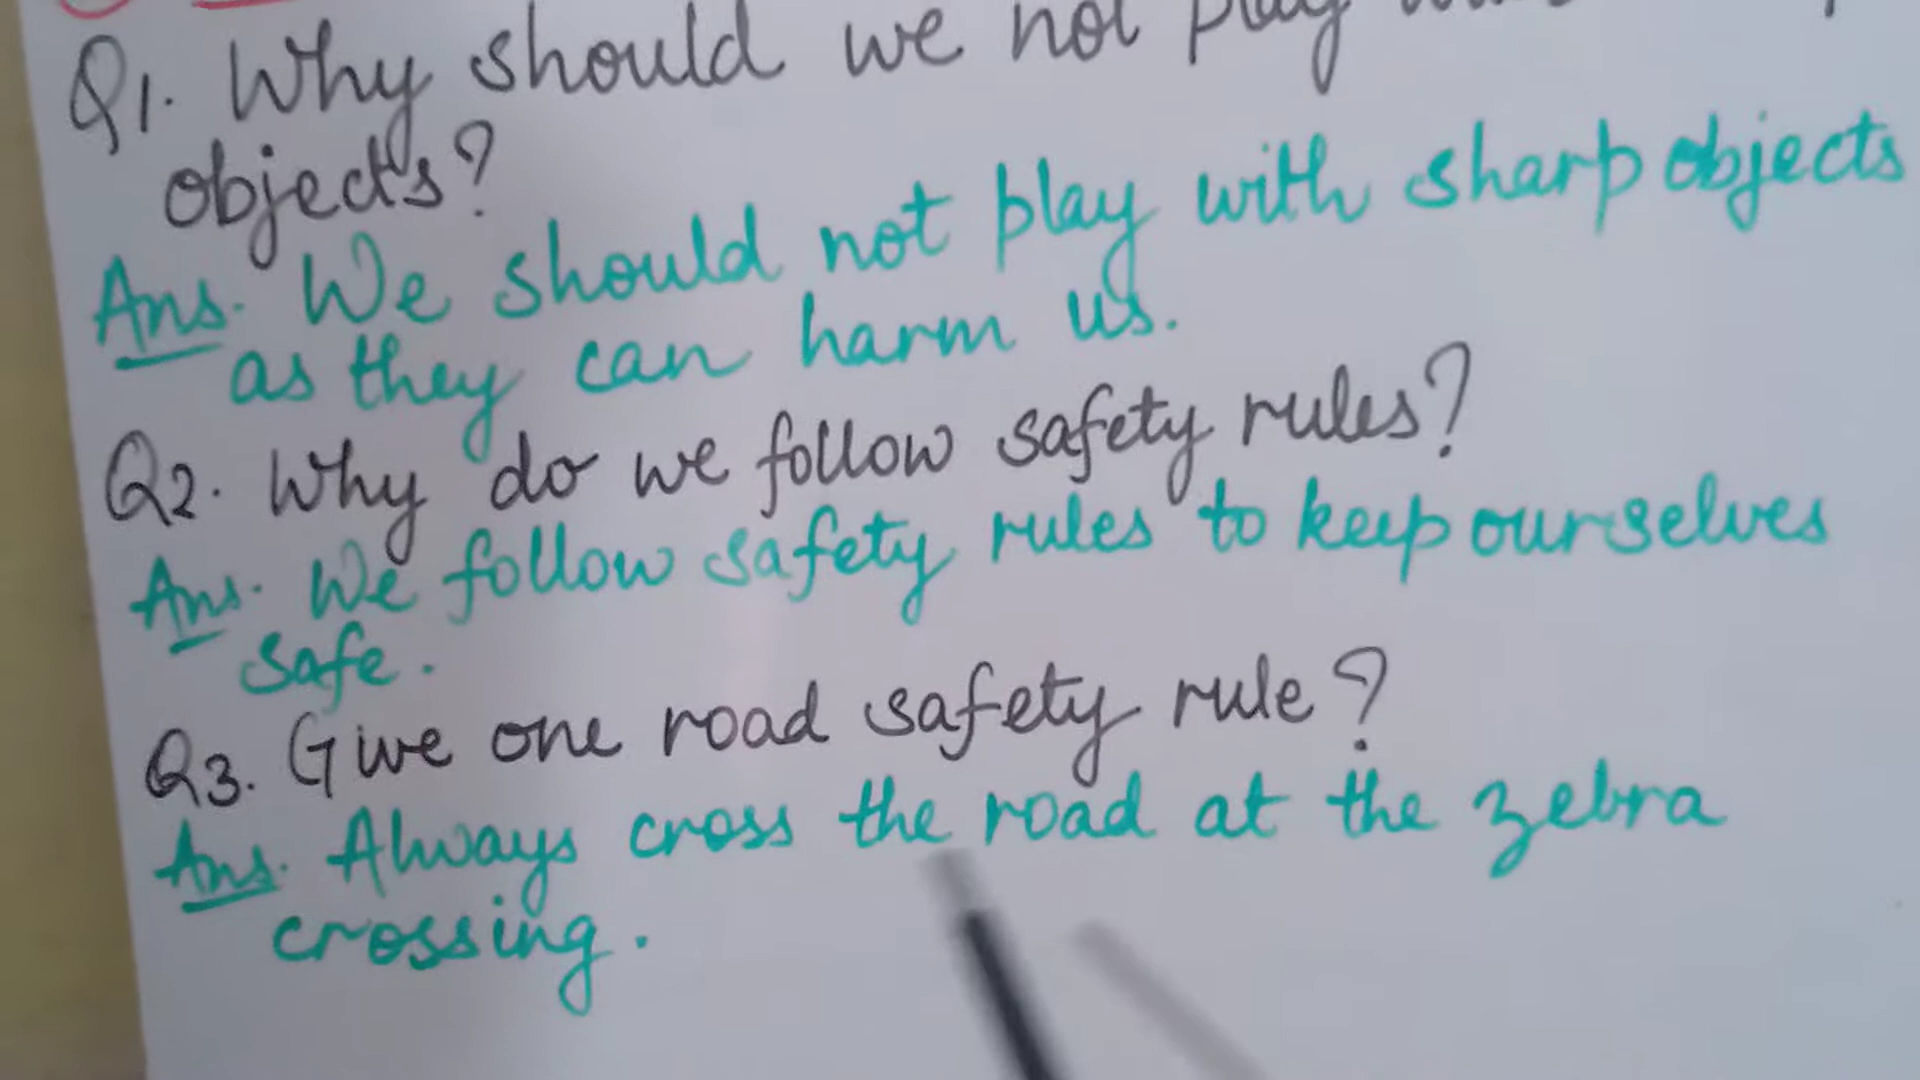 Q1. Why should we not play
objects?
Ans. We should not play with sharp objects
as they can harm us.
Q2. Why do we follow safety rules?
Ans. We follow safety rules to keep ourselves
safe.
Q3. Give one road safety rule?
Ans. Always cross the road at the zebra
crossing.